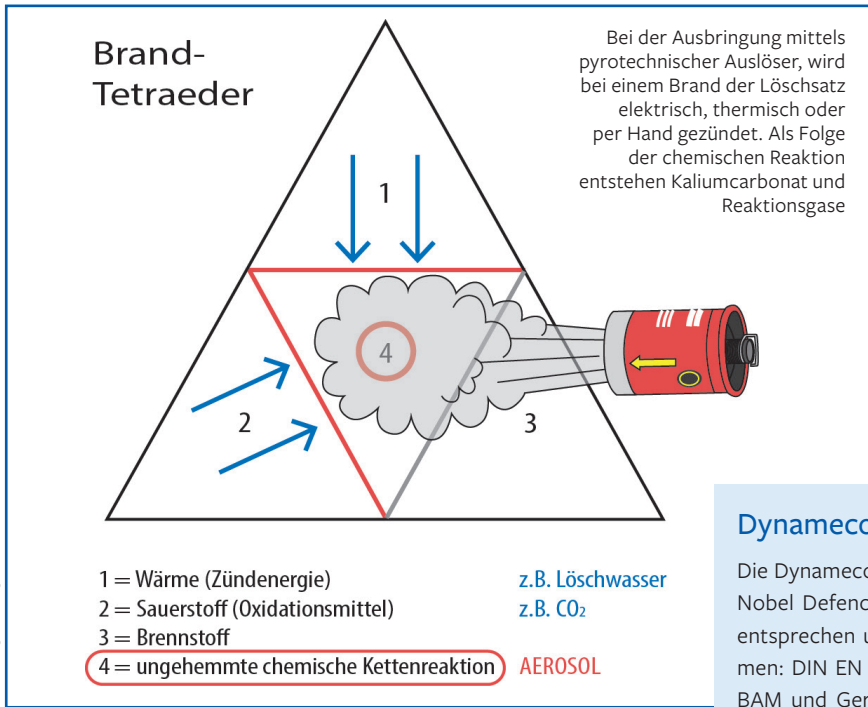 Brand-
Tetraeder
Bei der Ausbringung mittels
pyrotechnischer Auslöser, wird
bei einem Brand der Löschsatz
elektrisch, thermisch oder
per Hand gezündet. Als Folge
der chemischen Reaktion
entstehen Kaliumcarbonat und
Reaktionsgase
1
4
2
3
1 = Wärme (Zündenergie) z.B. Löschwasser
2 = Sauerstoff (Oxidationsmittel) z.B. CO₂
3 = Brennstoff
4 = ungehemmte chemische Kettenreaktion AEROSOL
Dynameco
Die Dynameco
Nobel Defenc
entsprechen u
men: DIN EN
BAM und Ger